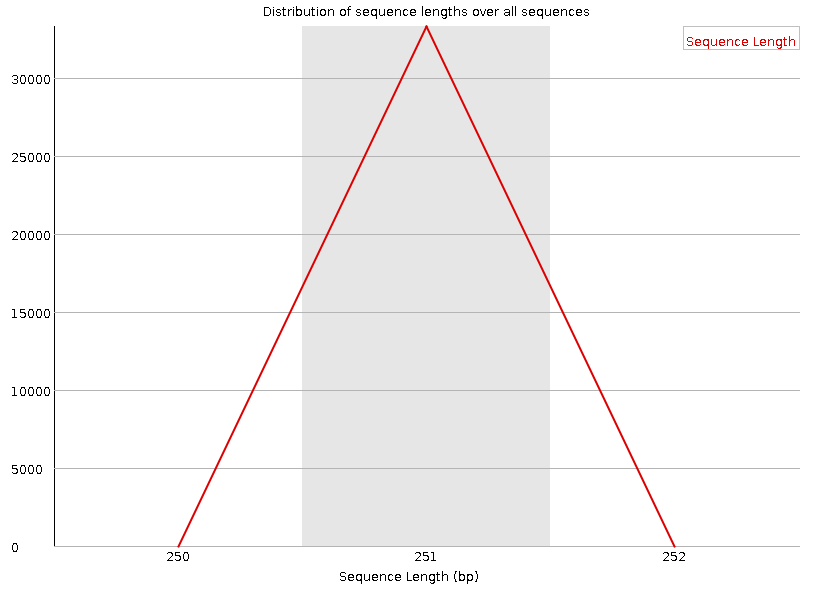 Distribution of sequence lengths over all sequences
Sequence Length
30000
25000
20000
15000
10000
5000
0
250 251 252
Sequence Length (bp)